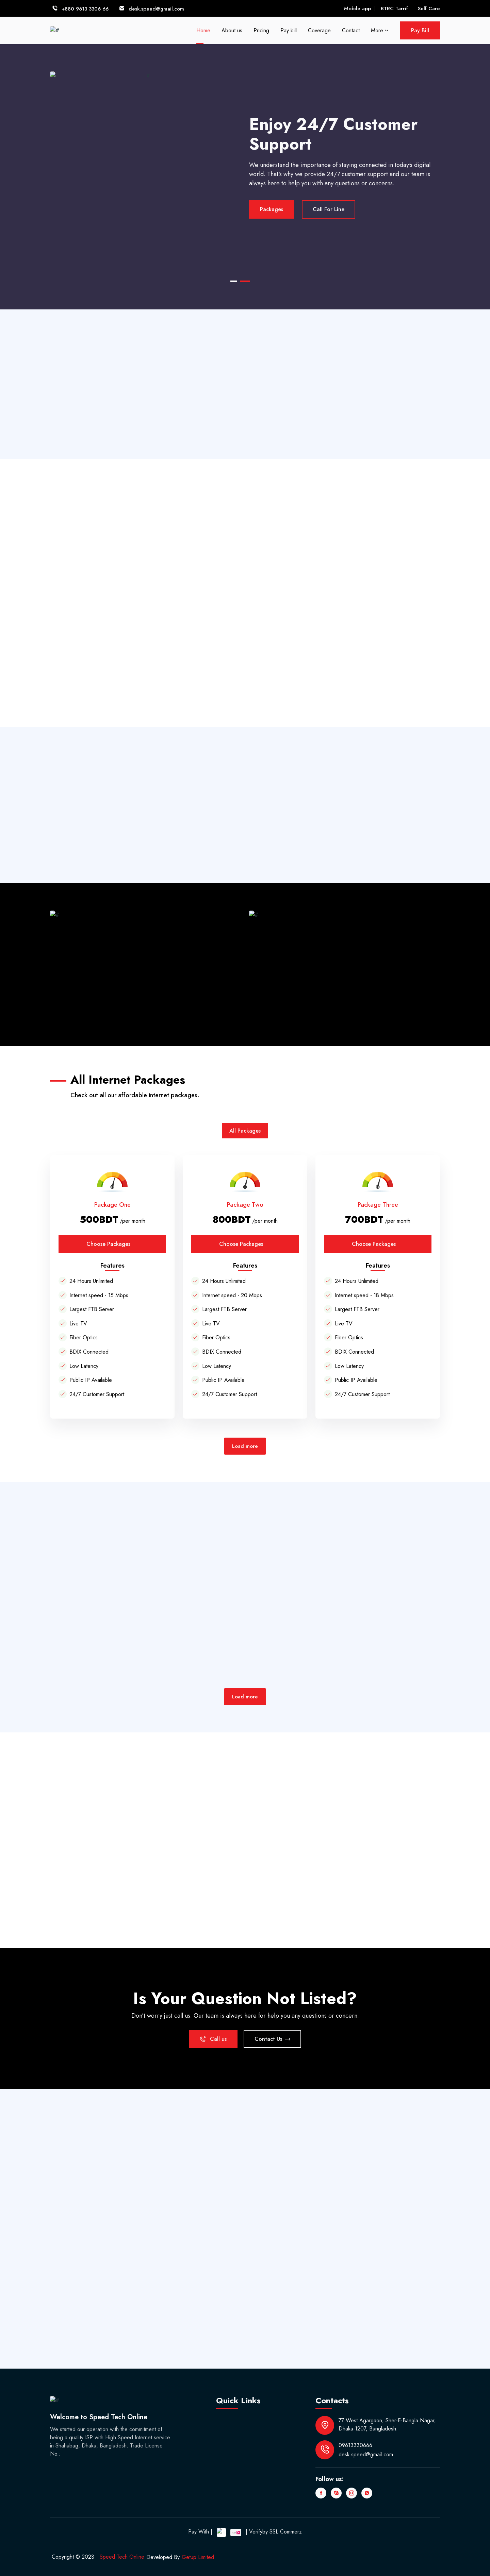 +880 9613 3306 66
desk.speed@gmail.com
Mobile app
BTRC Tarrif
Self Care
#
Home
About us
Pricing
Pay bill
Coverage
Contact
More
Pay Bill
Enjoy 24/7 Customer
Support
We understand the importance of staying connected in today's digital
world. That's why we provide 24/7 customer support and our team is
always here to help you with any questions or concerns.
Packages
Call For Line
All Internet Packages
Check out all our affordable internet packages.
All Packages
Package One
500BDT /per month
Choose Packages
Features
24 Hours Unlimited
Internet speed - 15 Mbps
Largest FTB Server
Live TV
Fiber Optics
BDIX Connected
Low Latency
Public IP Available
24/7 Customer Support
Package Two
800BDT /per month
Choose Packages
Features
24 Hours Unlimited
Internet speed - 20 Mbps
Largest FTB Server
Live TV
Fiber Optics
BDIX Connected
Low Latency
Public IP Available
24/7 Customer Support
Package Three
700BDT /per month
Choose Packages
Features
24 Hours Unlimited
Internet speed - 18 Mbps
Largest FTB Server
Live TV
Fiber Optics
BDIX Connected
Low Latency
Public IP Available
24/7 Customer Support
Load more
Load more
Is Your Question Not Listed?
Don't worry just call us. Our team is always here for help you any questions or concern.
Call us
Contact Us
Welcome to Speed Tech Online
We started our operation with the commitment of
being a quality ISP with High Speed Internet service
in Shahabag, Dhaka, Bangladesh. Trade License
No.:
Quick Links
Contacts
77 West Agargaon, Sher-E-Bangla Nagar,
Dhaka-1207, Bangladesh.
09613330666
desk.speed@gmail.com
Follow us:
Pay With |
| Verifyby SSL Commerz
Copyright © 2023 Speed Tech Online Developed By Getup Limited